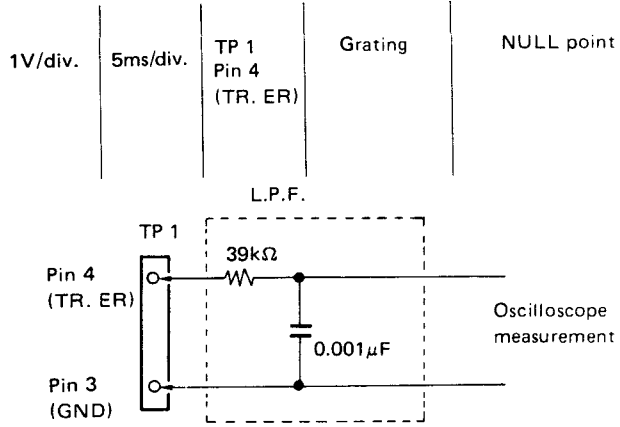 1V/div.
5ms/div.
TP 1
Pin 4
(TR. ER)
Grating
NULL point
L.P.F.
TP 1
39kΩ
Pin 4
(TR. ER)
Oscilloscope
measurement
0.001μF
Pin 3
(GND)